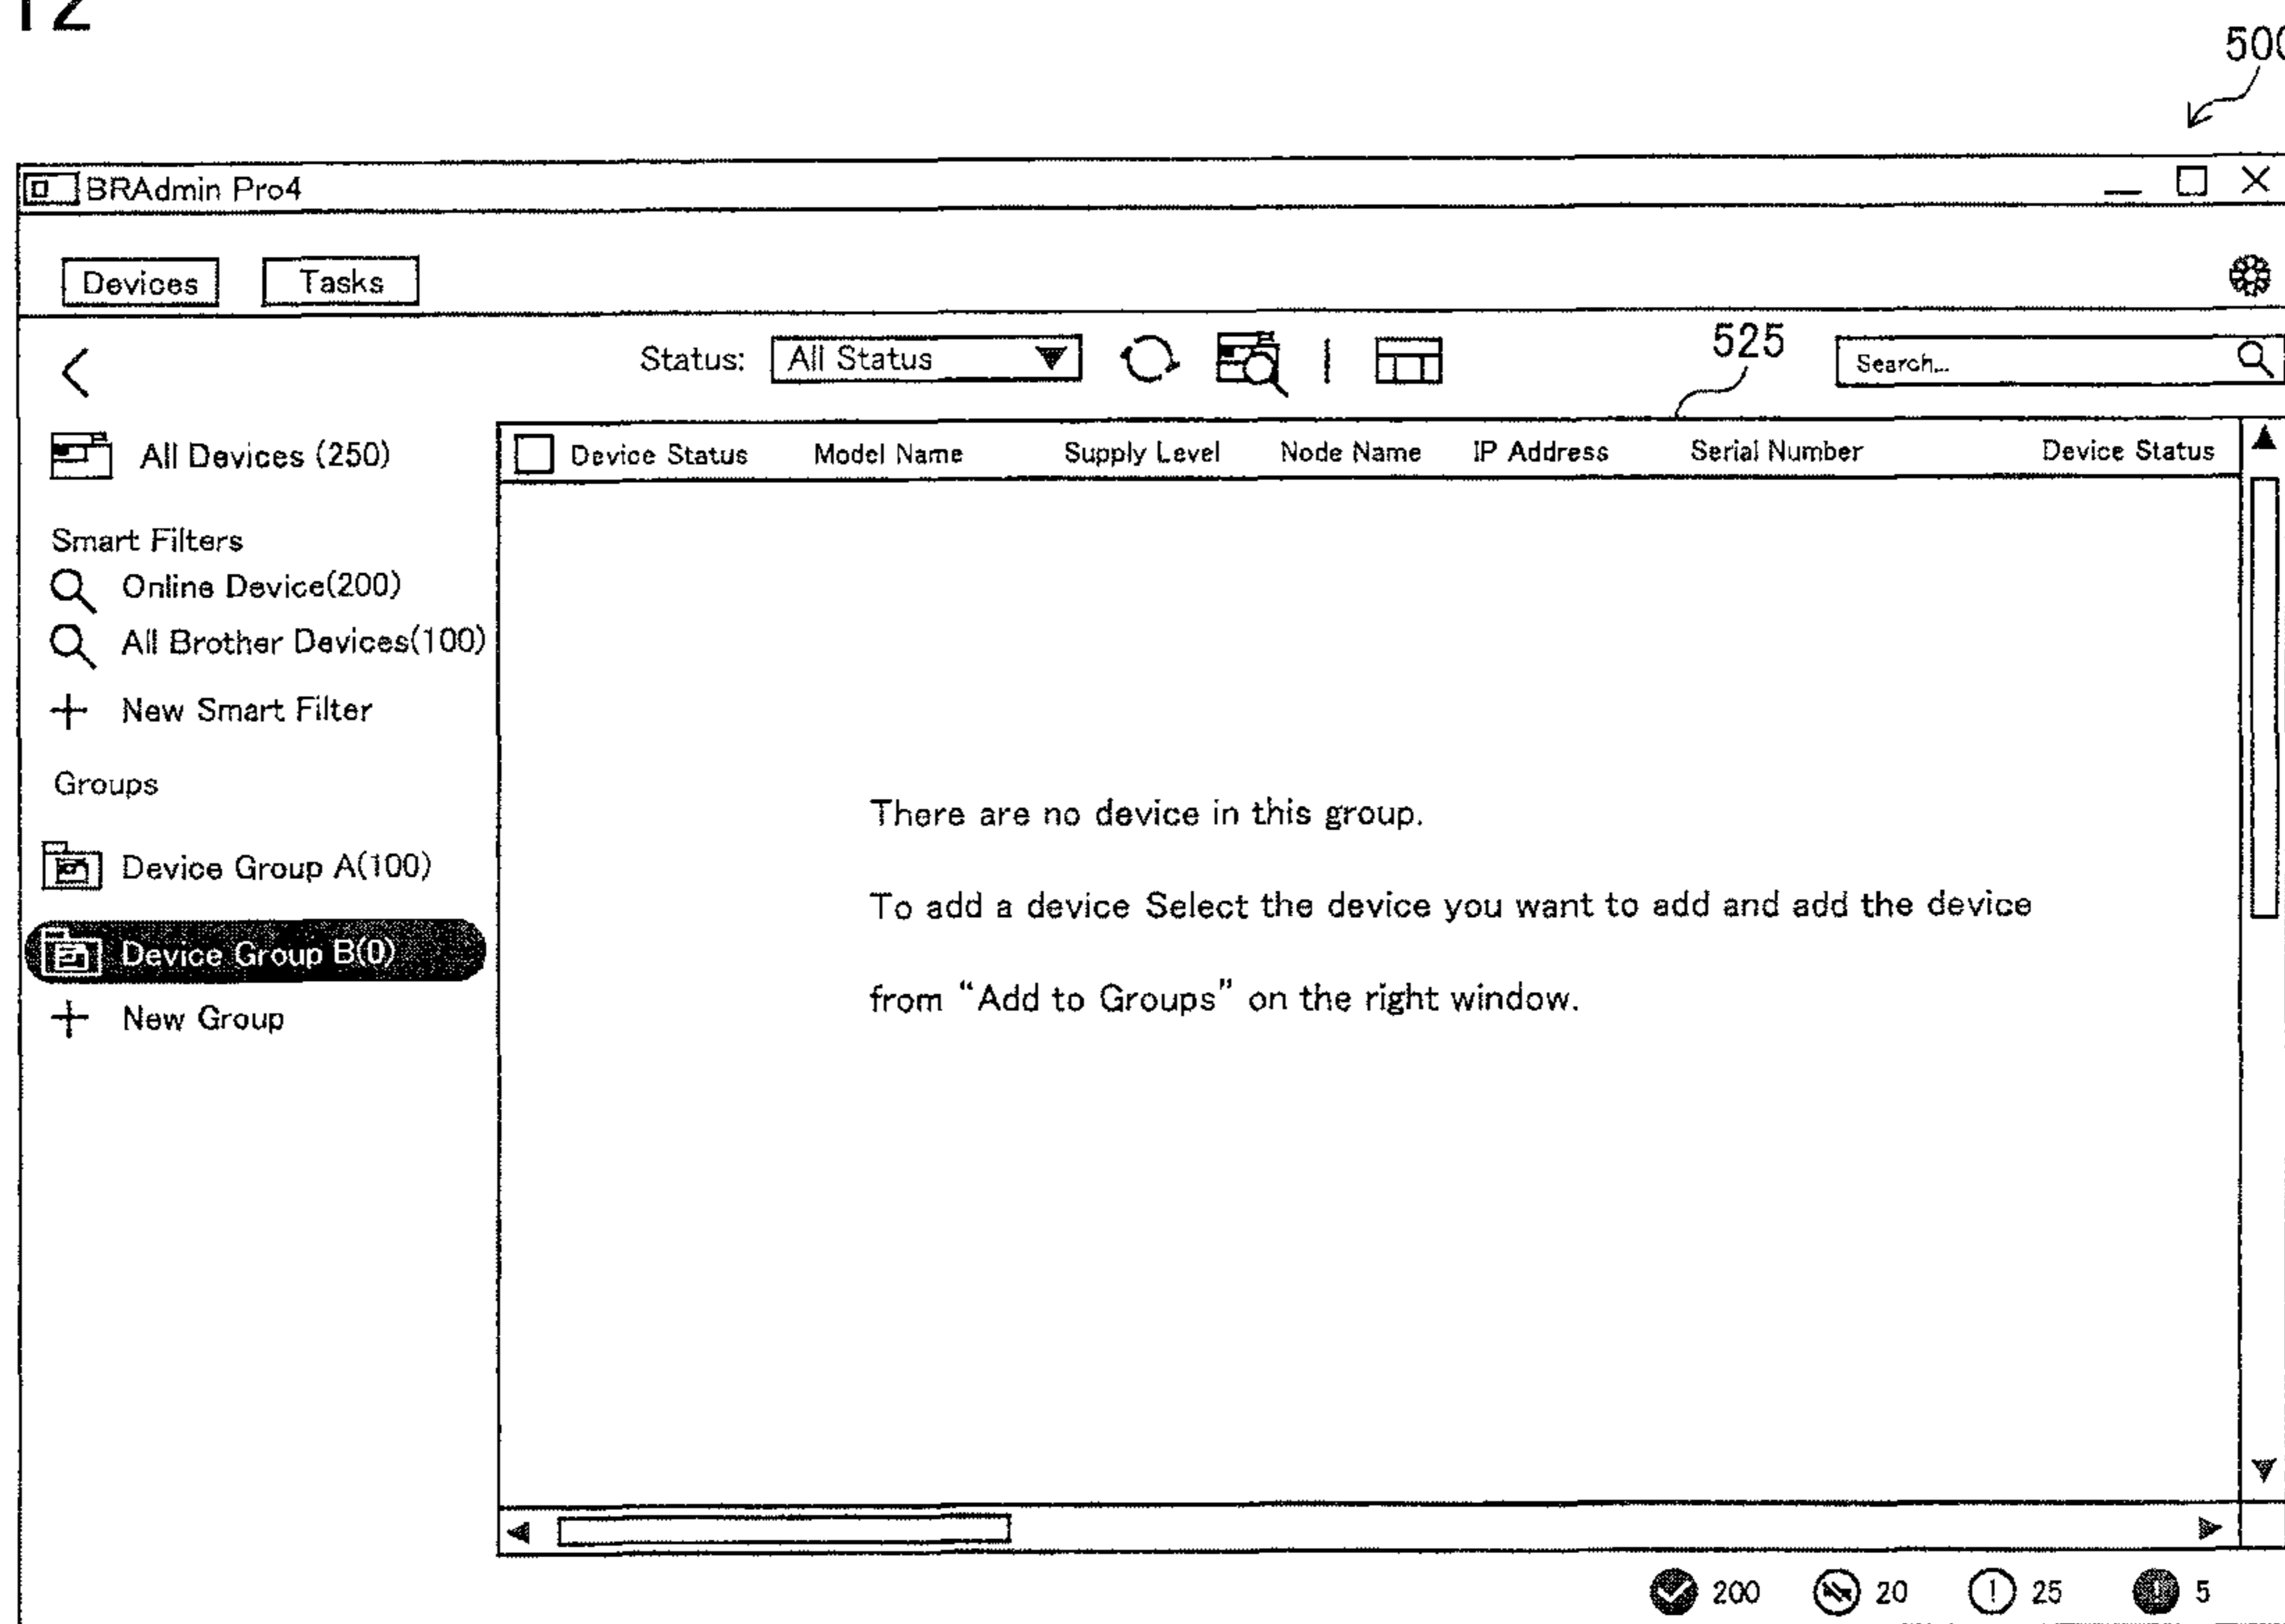 12
500
BRAdmin Pro4
Devices Tasks
Status: All Status 525 Search...
All Devices (250)
Device Status Model Name Supply Level Node Name IP Address Serial Number Device Status
Smart Filters
Online Device(200)
All Brother Devices(100)
New Smart Filter
Groups
There are no device in this group.
Device Group A(100)
To add a device Select the device you want to add and add the device
Device Group B(0)
from “Add to Groups” on the right window.
New Group
200 20 25 5